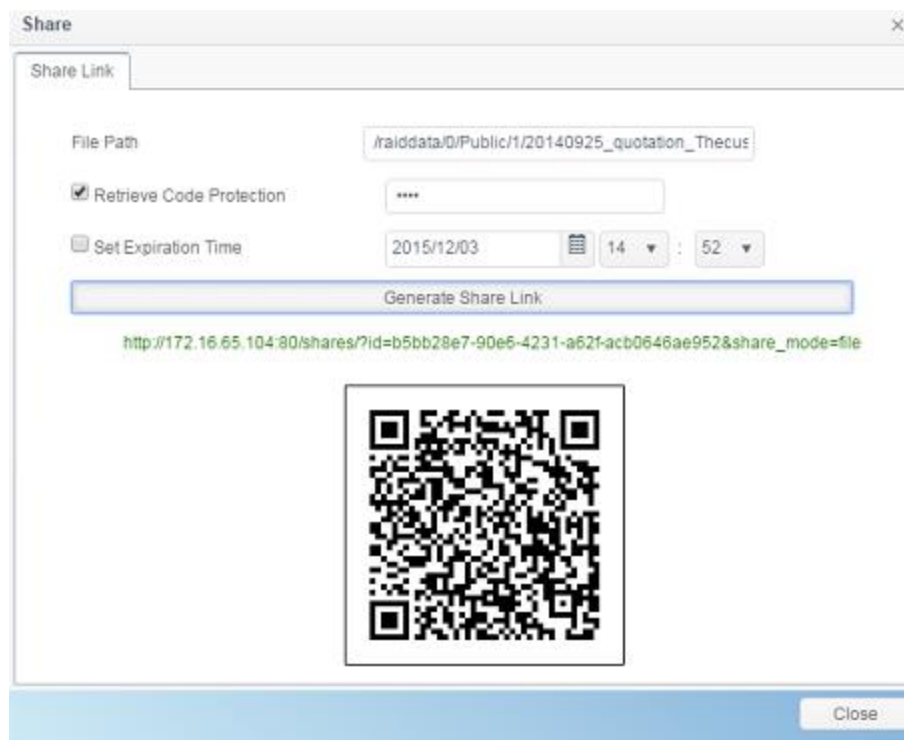 Share
Share Link
File Path /raiddata/0/Public/1/20140925_quotation_Thecus
Retrieve Code Protection ••••
Set Expiration Time 2015/12/03 14 : 52
Generate Share Link
http://172.16.65.104:80/shares/?id=b5bb28e7-90e6-4231-a62f-acb0646ae952&share_mode=file
Close